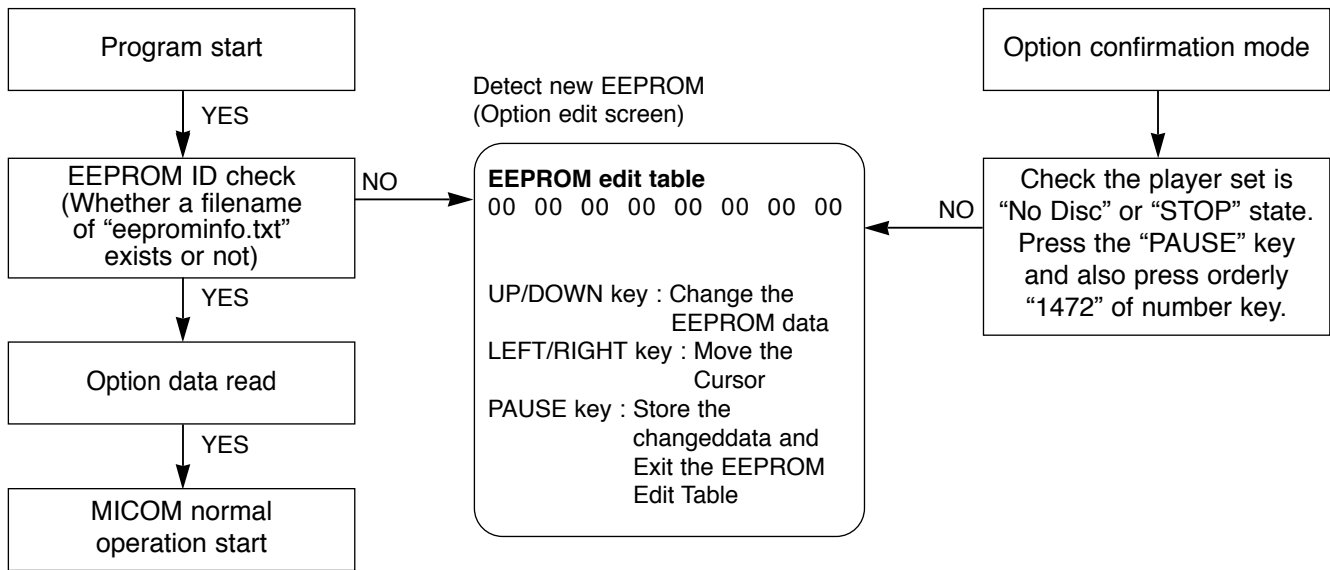 Program start
YES
EEPROM ID check
(Whether a filename
of “eeprominfo.txt”
exists or not)
NO
YES
Option data read
YES
MICOM normal
operation start
Detect new EEPROM
(Option edit screen)
EEPROM edit table
00 00 00 00 00 00 00 00
UP/DOWN key : Change the
EEPROM data
LEFT/RIGHT key : Move the
Cursor
PAUSE key : Store the
changeddata and
Exit the EEPROM
Edit Table
Option confirmation mode
NO
Check the player set is
“No Disc” or “STOP” state.
Press the “PAUSE” key
and also press orderly
“1472” of number key.